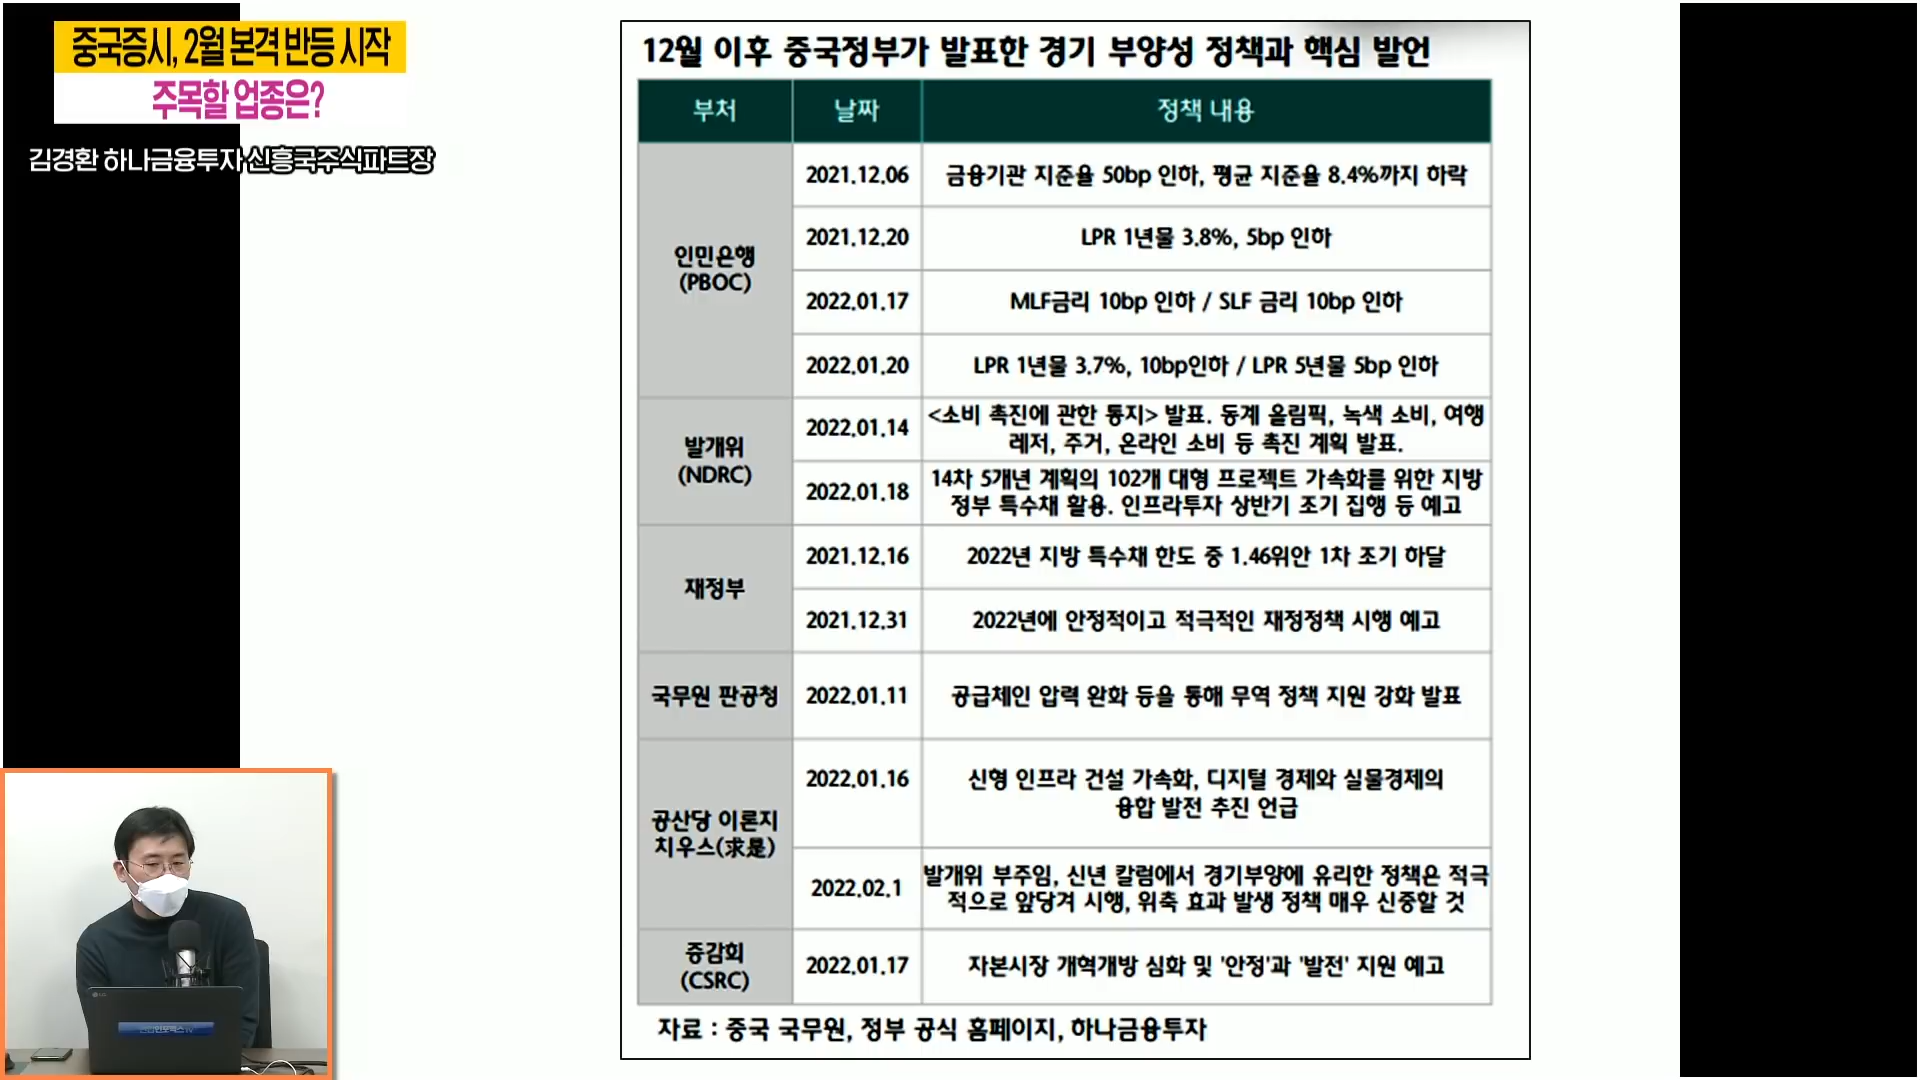 중국증시, 2월 본격 반등 시작
주목할 업종은?
김경환 하나금융투자 신흥국주식파트장
12월 이후 중국정부가 발표한 경기 부양성 정책과 핵심 발언
부처 날짜 정책 내용
인민은행
(PBOC)
2021.12.06 금융기관 지준율 50bp 인하, 평균 지준율 8.4%까지 하락
2021.12.20 LPR 1년물 3.8%, 5bp 인하
2022.01.17 MLF금리 10bp 인하 / SLF 금리 10bp 인하
2022.01.20 LPR 1년물 3.7%, 10bp인하 / LPR 5년물 5bp 인하
발개위
(NDRC)
2022.01.14 <소비 촉진에 관한 통지> 발표. 동계 올림픽, 녹색 소비, 여행
레저, 주거, 온라인 소비 등 촉진 계획 발표.
2022.01.18 14차 5개년 계획의 102개 대형 프로젝트 가속화를 위한 지방
정부 특수채 활용. 인프라투자 상반기 조기 집행 등 예고
재정부
2021.12.16 2022년 지방 특수채 한도 중 1.46위안 1차 조기 하달
2021.12.31 2022년에 안정적이고 적극적인 재정정책 시행 예고
국무원 판공청 2022.01.11 공급체인 압력 완화 등을 통해 무역 정책 지원 강화 발표
공산당 이론지
치우스(求是)
2022.01.16 신형 인프라 건설 가속화, 디지털 경제와 실물경제의
융합 발전 추진 언급
2022.02.1 발개위 부주임, 신년 칼럼에서 경기부양에 유리한 정책은 적극
적으로 앞당겨 시행, 위축 효과 발생 정책 매우 신중할 것
증감회
(CSRC)
2022.01.17 자본시장 개혁개방 심화 및 '안정'과 '발전' 지원 예고
자료 : 중국 국무원, 정부 공식 홈페이지, 하나금융투자
연합인포맥스TV